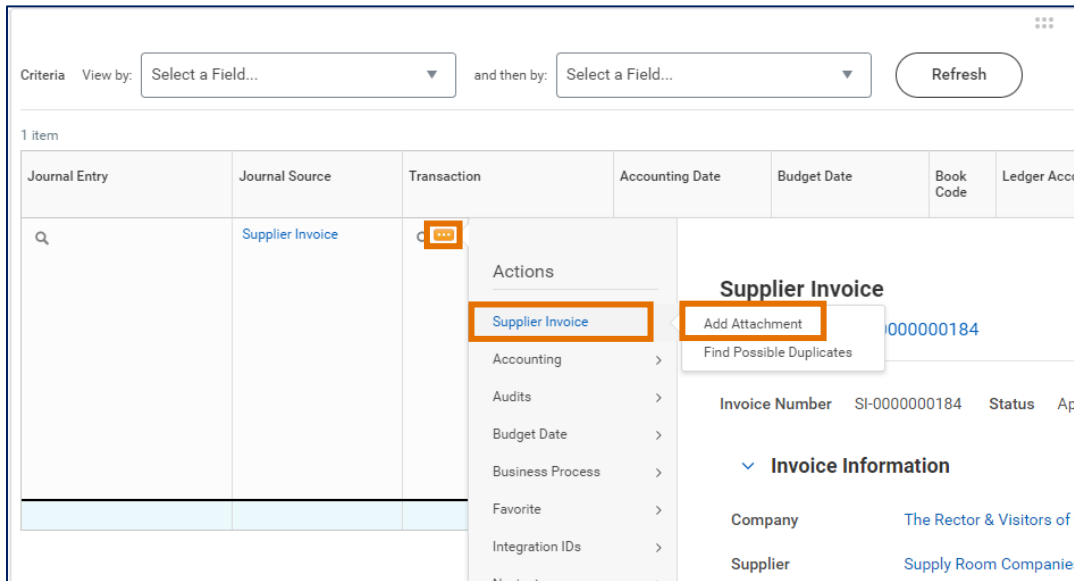 Criteria View by: Select a Field... and then by: Select a Field... Refresh
1 item
Journal Entry Journal Source Transaction Accounting Date Budget Date Book Code Ledger
Supplier Invoice
Actions
Supplier Invoice
Accounting
Audits
Budget Date
Business Process
Favorite
Integration IDs
Supplier Invoice
Add Attachment
Find Possible Duplicates
0000000184
Invoice Number SI-0000000184 Status
Invoice Information
Company The Rector & Visitors of
Supplier Supply Room